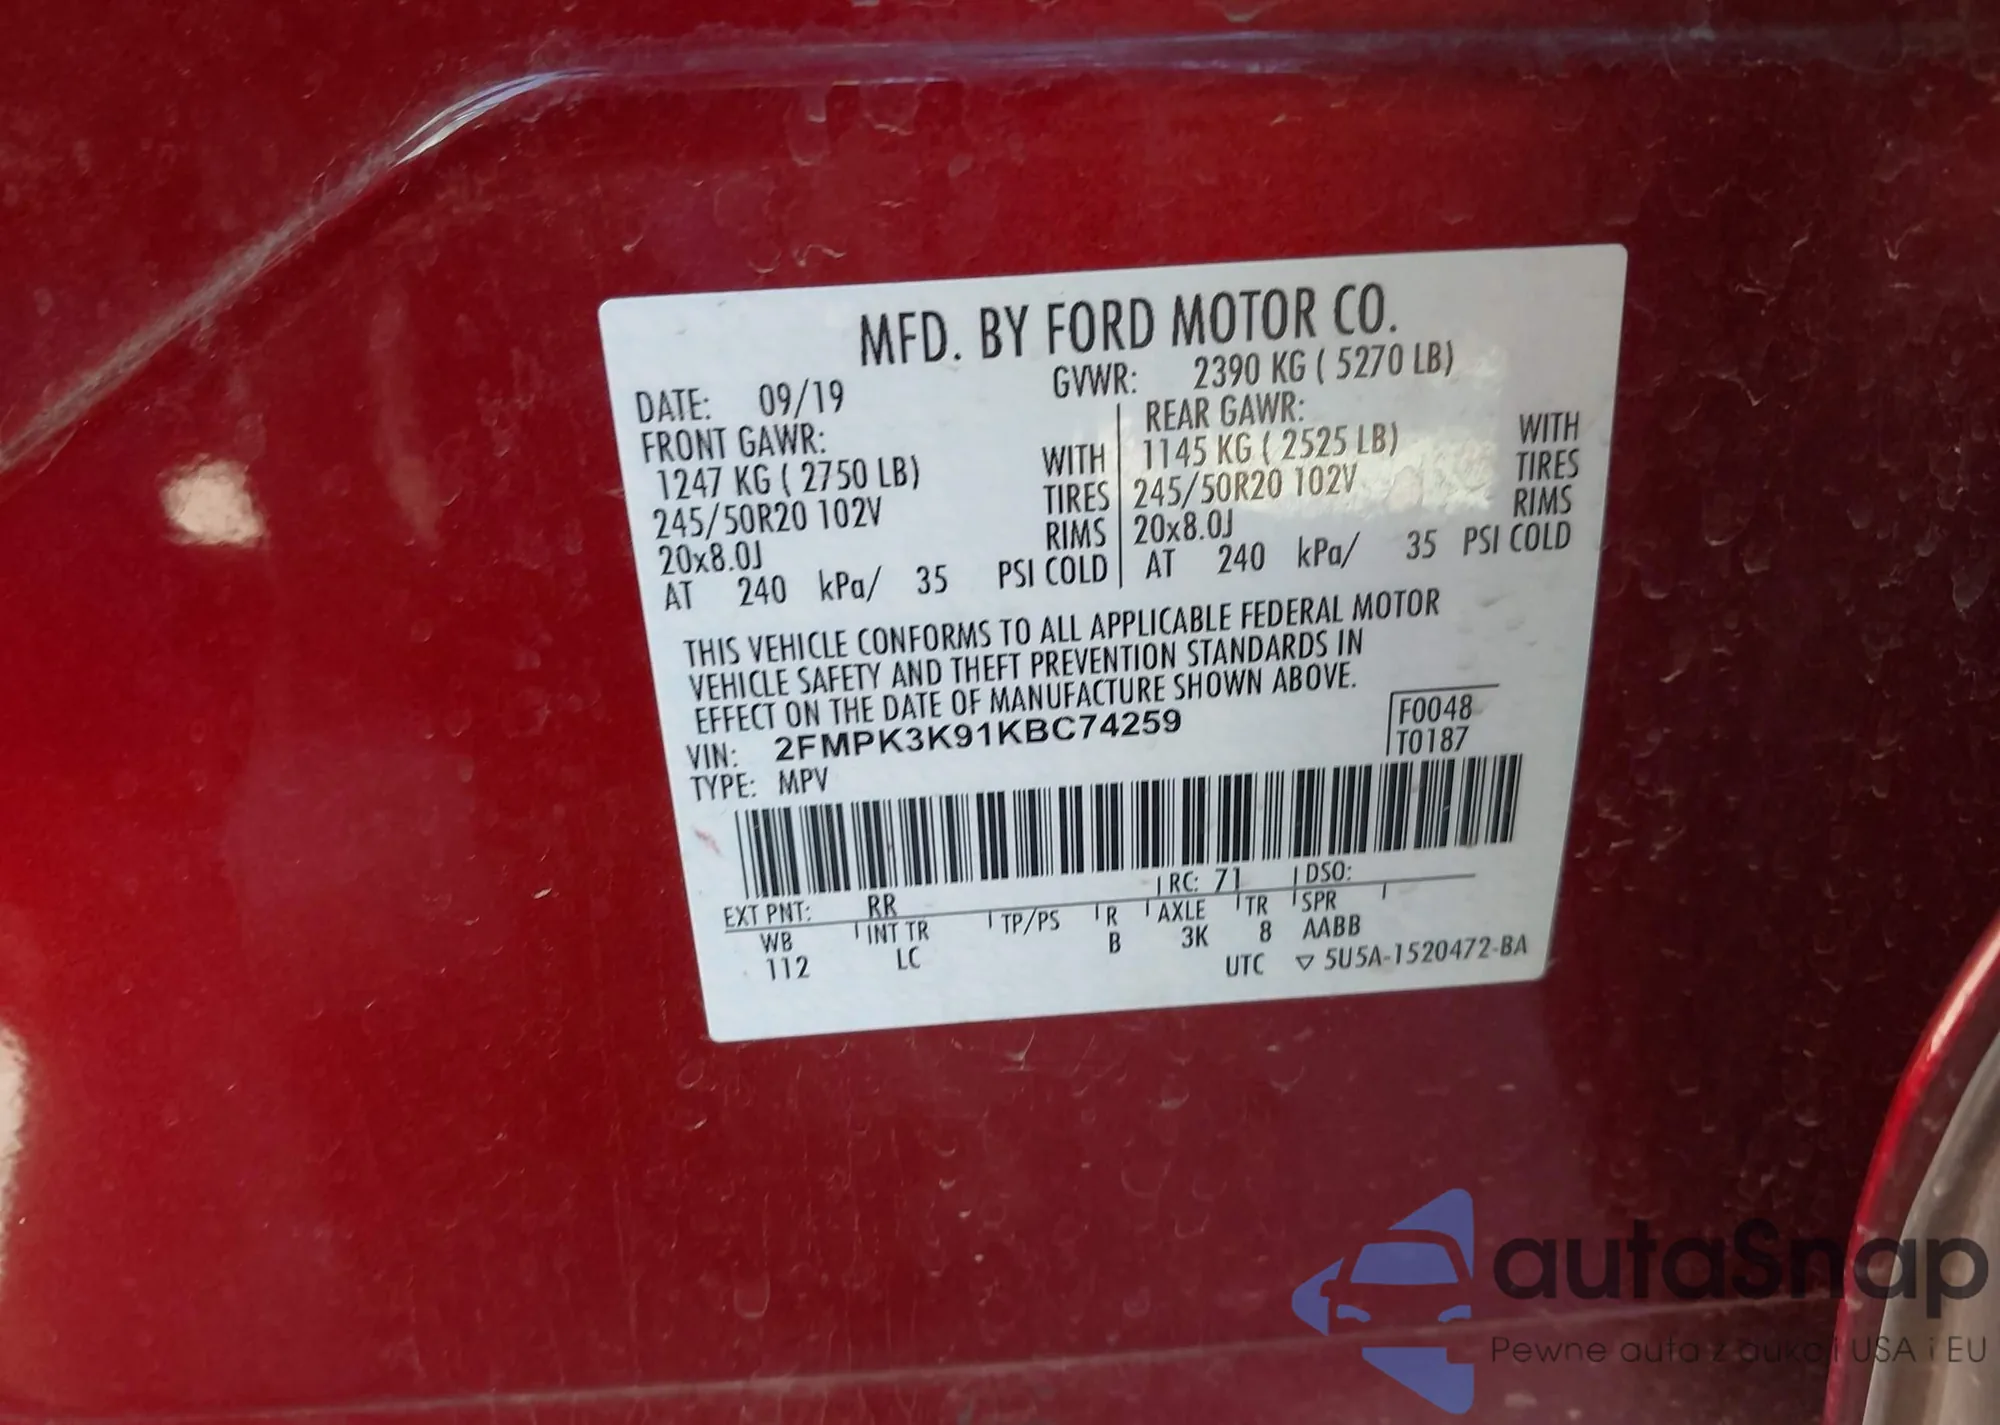 MFD. BY FORD MOTOR CO.
DATE: 09/19 GVWR: 2390 KG ( 5270 LB)
FRONT GAWR: REAR GAWR:
1247 KG ( 2750 LB) WITH 1145 KG ( 2525 LB) WITH
245/50R20 102V TIRES 245/50R20 102V TIRES
20x8.0J RIMS 20x8.0J RIMS
AT 240 kPa/ 35 PSI COLD AT 240 kPa/ 35 PSI COLD
THIS VEHICLE CONFORMS TO ALL APPLICABLE FEDERAL MOTOR
VEHICLE SAFETY AND THEFT PREVENTION STANDARDS IN
EFFECT ON THE DATE OF MANUFACTURE SHOWN ABOVE.
VIN: 2FMPK3K91KBC74259 F0048
TYPE: MPV T0187
RC: 71 DSO:
EXT PNT: RR
WB INT TR TP/PS R AXLE TR SPR
112 LC B 3K 8 AABB
UTC ▽ 5U5A-1520472-BA
autaSnap
Pewne auta z aukcji USA i EU